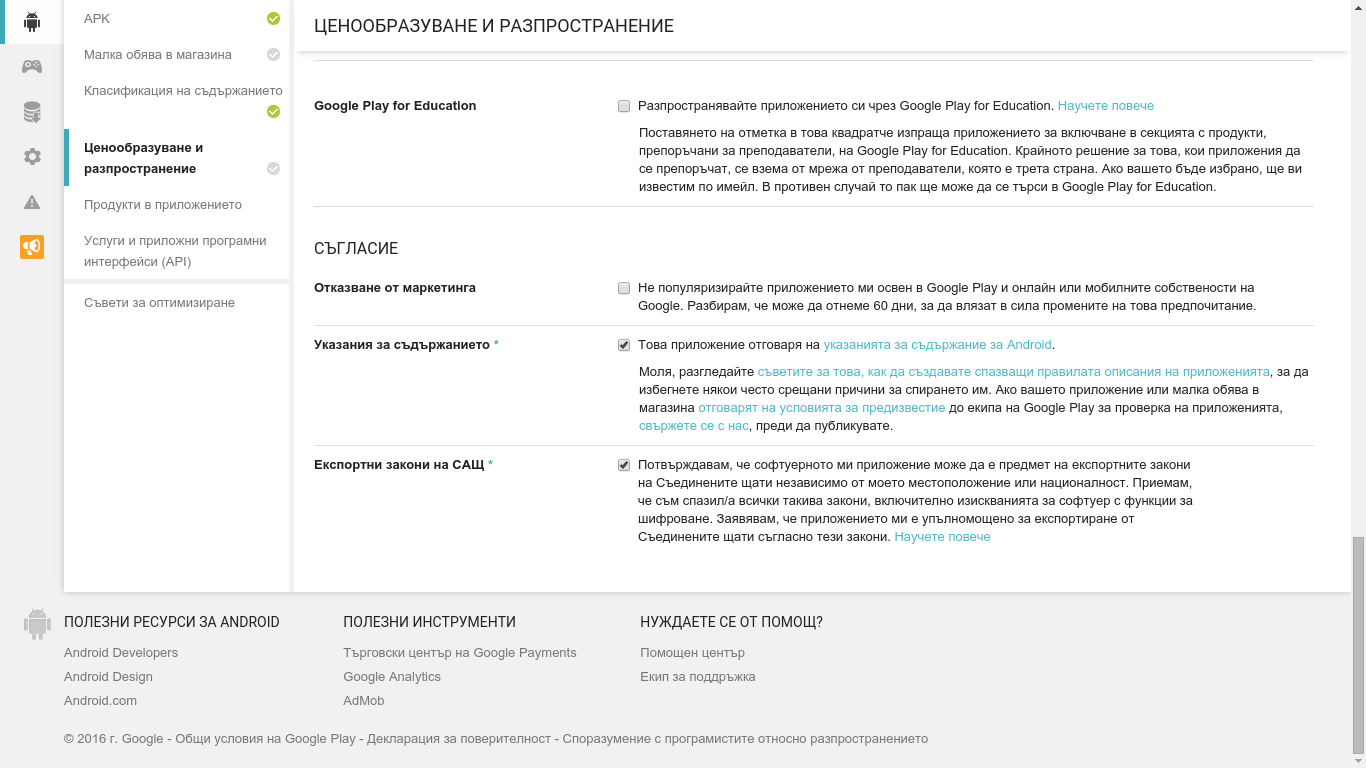 APK
Малка обява в магазина
Класификация на съдържанието
Ценообразуване и
разпространение
Продукти в приложението
Услуги и приложни програмни
интерфейси (API)
Съвети за оптимизиране
ЦЕНООБРАЗУВАНЕ И РАЗПРОСТРАНЕНИЕ
Google Play for Education
Разпространявайте приложението си чрез Google Play for Education. Научете повече
Поставянето на отметка в това квадратче изпраща приложението за включване в секцията с продукти,
препоръчани за преподаватели, на Google Play for Education. Крайното решение за това, кои приложения да
се препоръчат, се взема от мрежа от преподаватели, която е трета страна. Ако вашето бъде избрано, ще ви
известим по имейл. В противен случай то пак ще може да се търси в Google Play for Education.
СЪГЛАСИЕ
Отказване от маркетинга
Не популяризирайте приложението ми освен в Google Play и онлайн или мобилните собствености на
Google. Разбирам, че може да отнеме 60 дни, за да влязат в сила промените на това предпочитание.
Указания за съдържанието *
Това приложение отговаря на указанията за съдържание за Android.
Моля, разгледайте съветите за това, как да създавате спазващи правилата описания на приложенията, за да
избегнете някои често срещани причини за спирането им. Ако вашето приложение или малка обява в
магазина отговарят на условията за предизвестие до екипа на Google Play за проверка на приложенията,
свържете се с нас, преди да публикувате.
Експортни закони на САЩ *
Потвърждавам, че софтуерното ми приложение може да е предмет на експортните закони
на Съединените щати независимо от моето местоположение или националност. Приемам,
че съм спазил/а всички такива закони, включително изискванията за софтуер с функции за
шифроване. Заявявам, че приложението ми е упълномощено за експортиране от
Съединените щати съгласно тези закони. Научете повече
ПОЛЕЗНИ РЕСУРСИ ЗА ANDROID
Android Developers
Android Design
Android.com
ПОЛЕЗНИ ИНСТРУМЕНТИ
Търговски център на Google Payments
Google Analytics
AdMob
НУЖДАЕТЕ СЕ ОТ ПОМОЩ?
Помощен център
Екип за поддръжка
© 2016 г. Google - Общи условия на Google Play - Декларация за поверителност - Споразумение с програмистите относно разпространението